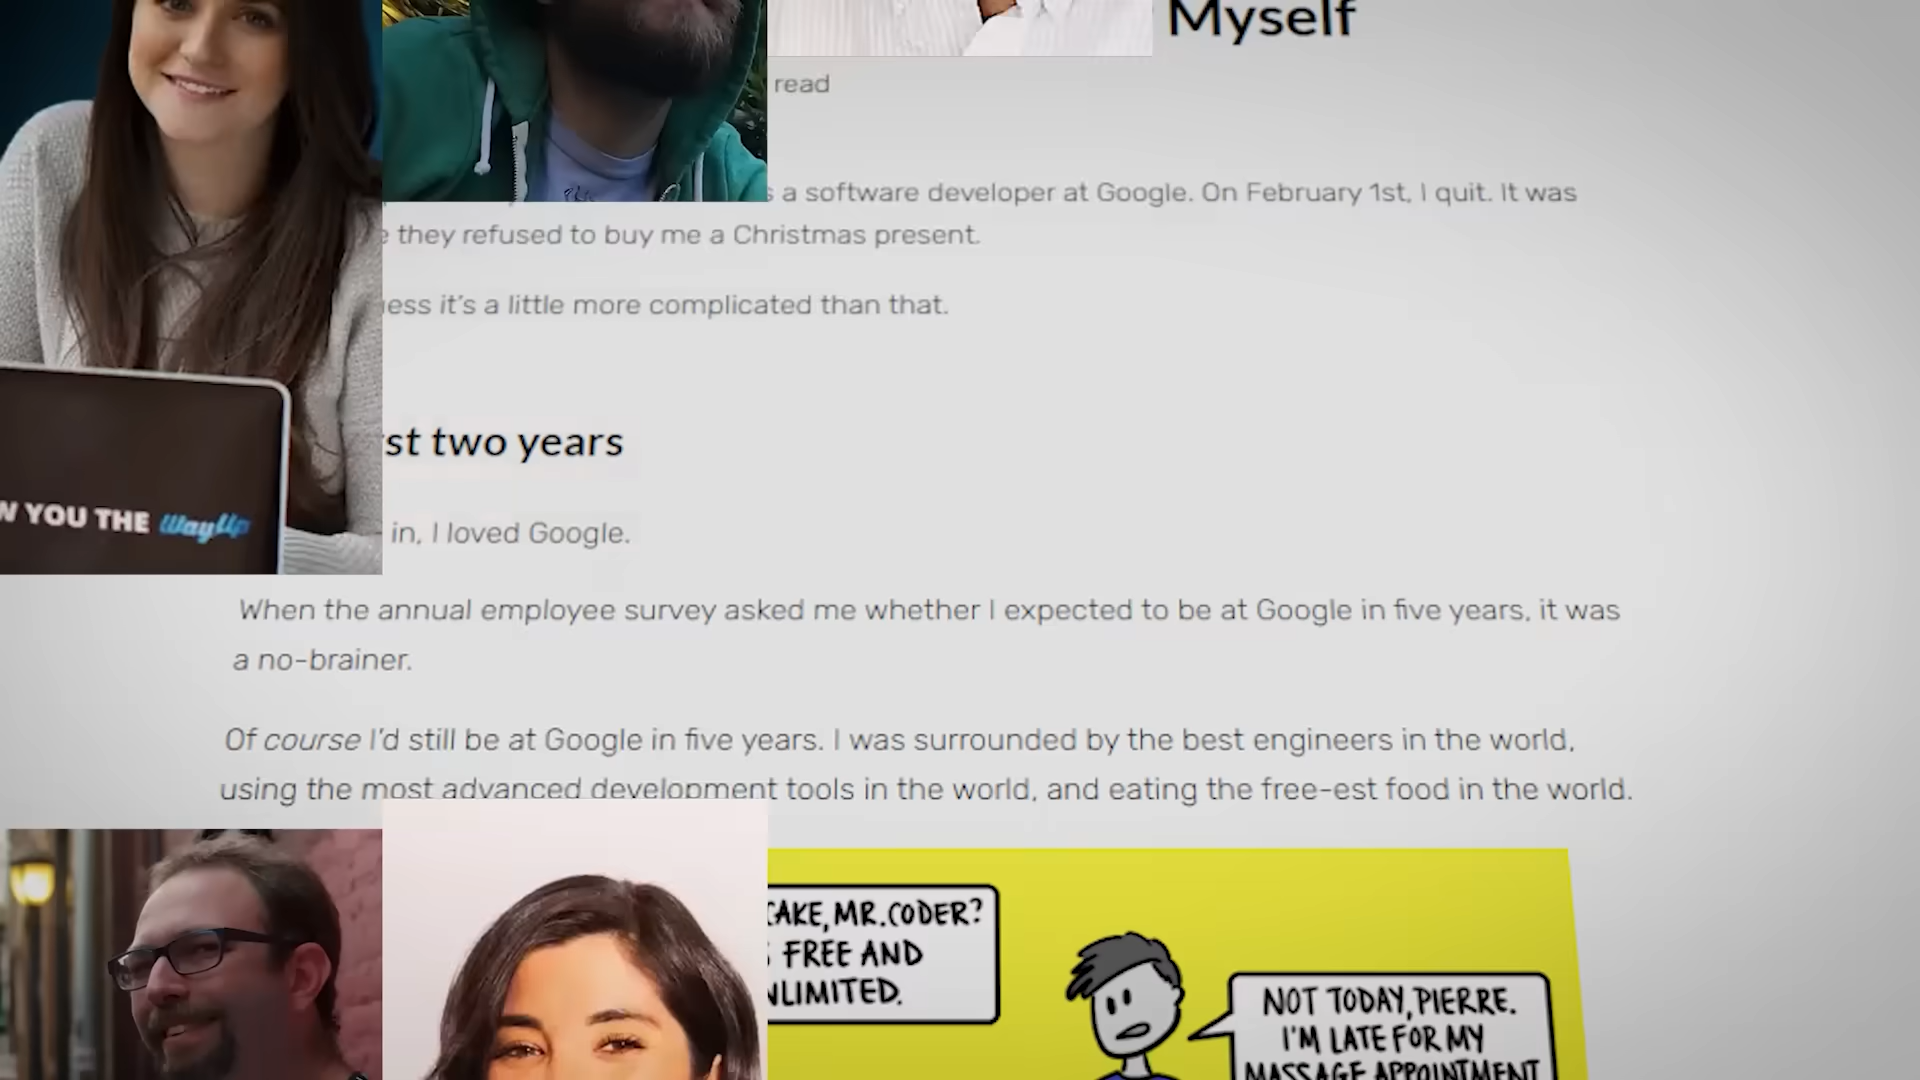 Myself
read
a software developer at Google. On February 1st, I quit. It was
they refused to buy me a Christmas present.
it's a little more complicated than that.
two years
in, I loved Google.
W YOU THE WayUp
When the annual employee survey asked me whether I expected to be at Google in five years, it was
a no-brainer.
Of course I'd still be at Google in five years. I was surrounded by the best engineers in the world,
using the most advanced development tools in the world, and eating the free-est food in the world.
CAKE, MR.CODER?
FREE AND
NLIMITED.
NOT TODAY, PIERRE.
I'M LATE FOR MY
MASSAGE APPOINTMENT